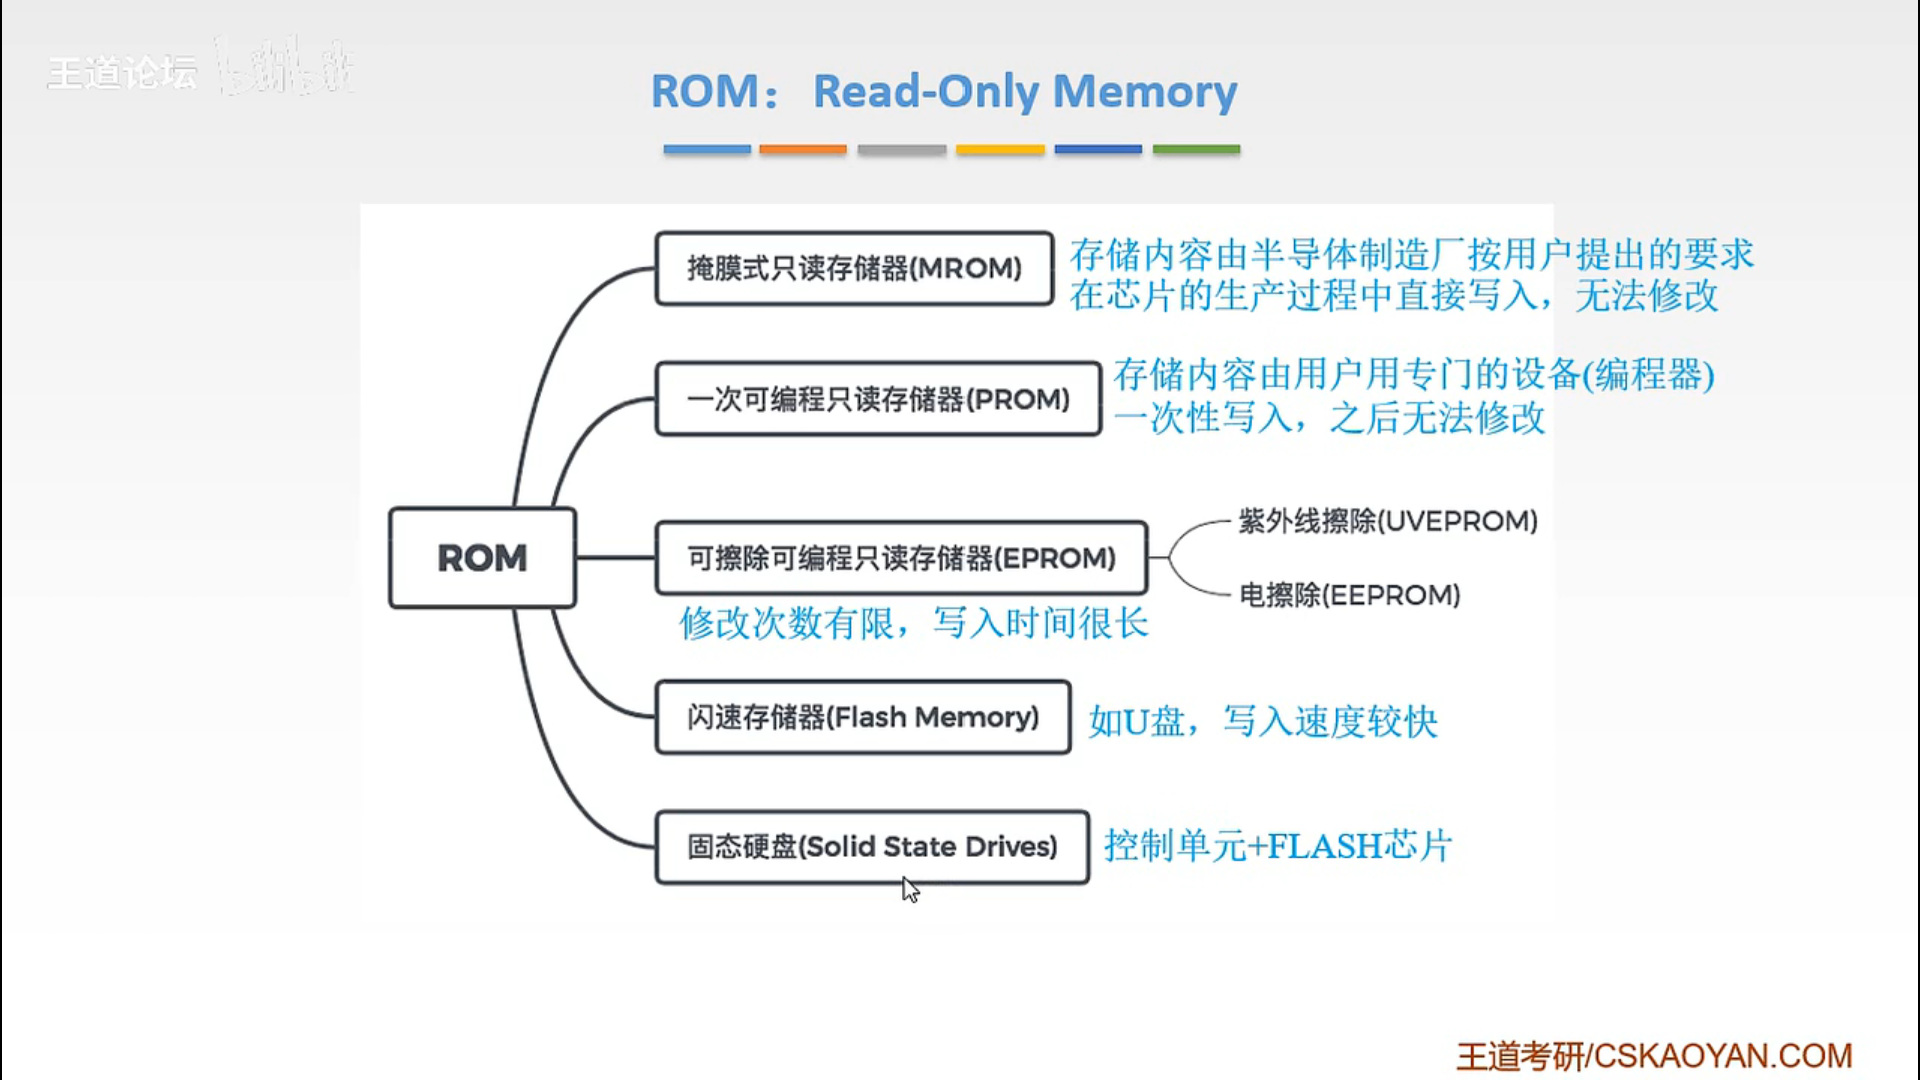 王道论坛 bilibili
ROM： Read-Only Memory
掩膜式只读存储器(MROM)
存储内容由半导体制造厂按用户提出的要求
在芯片的生产过程中直接写入，无法修改
一次可编程只读存储器(PROM)
存储内容由用户用专门的设备(编程器)
一次性写入，之后无法修改
ROM
可擦除可编程只读存储器(EPROM)
紫外线擦除(UVEPROM)
电擦除(EEPROM)
修改次数有限，写入时间很长
闪速存储器(Flash Memory)
如U盘，写入速度较快
固态硬盘(Solid State Drives)
控制单元+FLASH芯片
王道考研/CSKAOYAN.COM